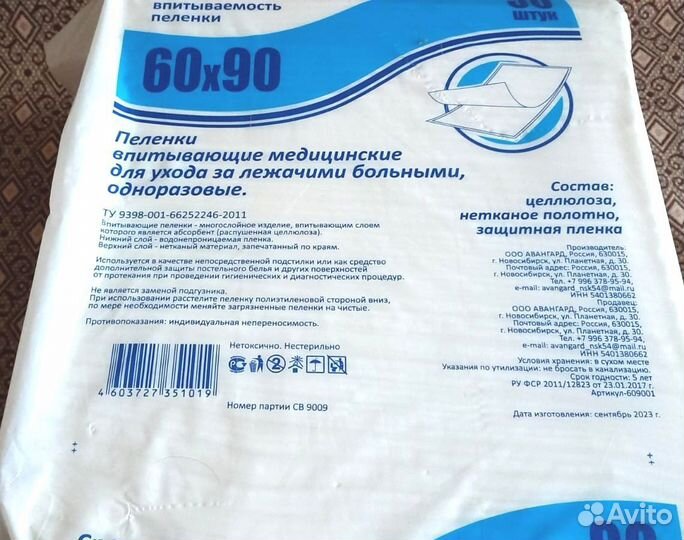 впитываемость
пеленки
штук
60х90
Пеленки
впитывающие медицинские
для ухода за лежачими больными,
одноразовые.
ТУ 9398-001-66252246-2011
Впитывающие пеленки - многослойное изделие, впитывающим слоем
которого является абсорбент (распушенная целлюлоза).
Нижний слой - водонепроницаемая пленка.
Верхний слой - нетканый материал, запечатанный по краям.
Используется в качестве непосредственной подстилки или как средство
дополнительной защиты постельного белья и других поверхностей
от протекания при проведении гигиенических и диагностических процедур.
Не является заменой подгузника.
При использовании расстелите пеленку полиэтиленовой стороной вниз,
по мере необходимости меняйте загрязненные пеленки на чистые.
Противопоказания: индивидуальная непереносимость.
Нетоксично. Нестерильно
4 603727 351019
Номер партии СВ 9009
Состав:
целлюлоза,
нетканое полотно,
защитная пленка
Производитель:
ООО АВАНГАРД, Россия, 630015,
г. Новосибирск, ул. Планетная, д. 30.
Почтовый адрес: Россия, 630015,
г. Новосибирск, ул. Планетная, д. 30.
Тел. +7 996 378-95-94,
e-mail: avangard_nsk54@mail.ru
ИНН 5401380662
Продавец:
ООО АВАНГАРД, Россия, 630015,
г. Новосибирск, ул. Планетная, д. 30.
Почтовый адрес: Россия, 630015,
г. Новосибирск, ул. Планетная, д. 30.
Тел. +7 996 378-95-94,
e-mail: avangard_nsk54@mail.ru
ИНН 5401380662
Условия хранения: в сухом месте
Указания по утилизации: не бросать в канализацию.
Срок годности: 5 лет
РУ ФСР 2011/12823 от 23.01.2017 г.
Артикул-609001
Дата изготовления: сентябрь 2023 г.
Avito